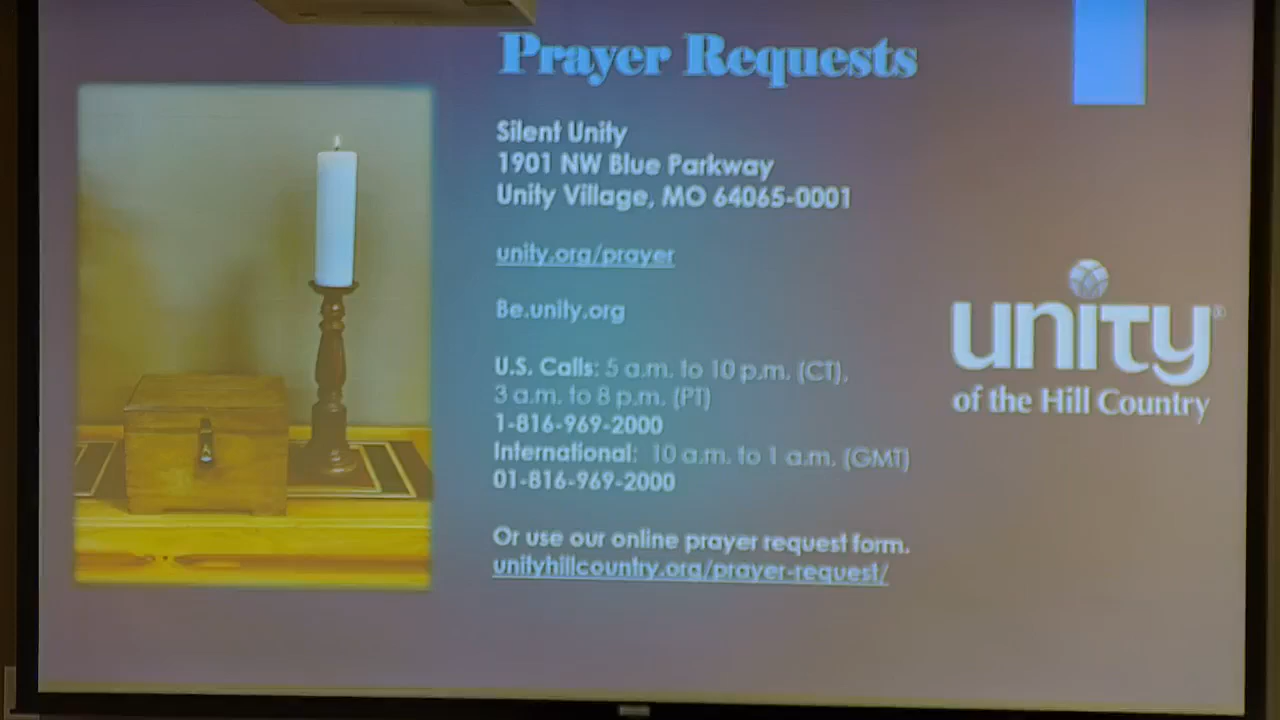 Prayer Requests
Silent Unity
1901 NW Blue Parkway
Unity Village, MO 64065-0001
unity.org/prayer
Be.unity.org
U.S. Calls: 5 a.m. to 10 p.m. (CT),
3 a.m. to 8 p.m. (PT)
1-816-969-2000
International: 10 a.m. to 1 a.m. (GMT)
01-816-969-2000
Or use our online prayer request form.
unityhillcountry.org/prayer-request/
unity®
of the Hill Country